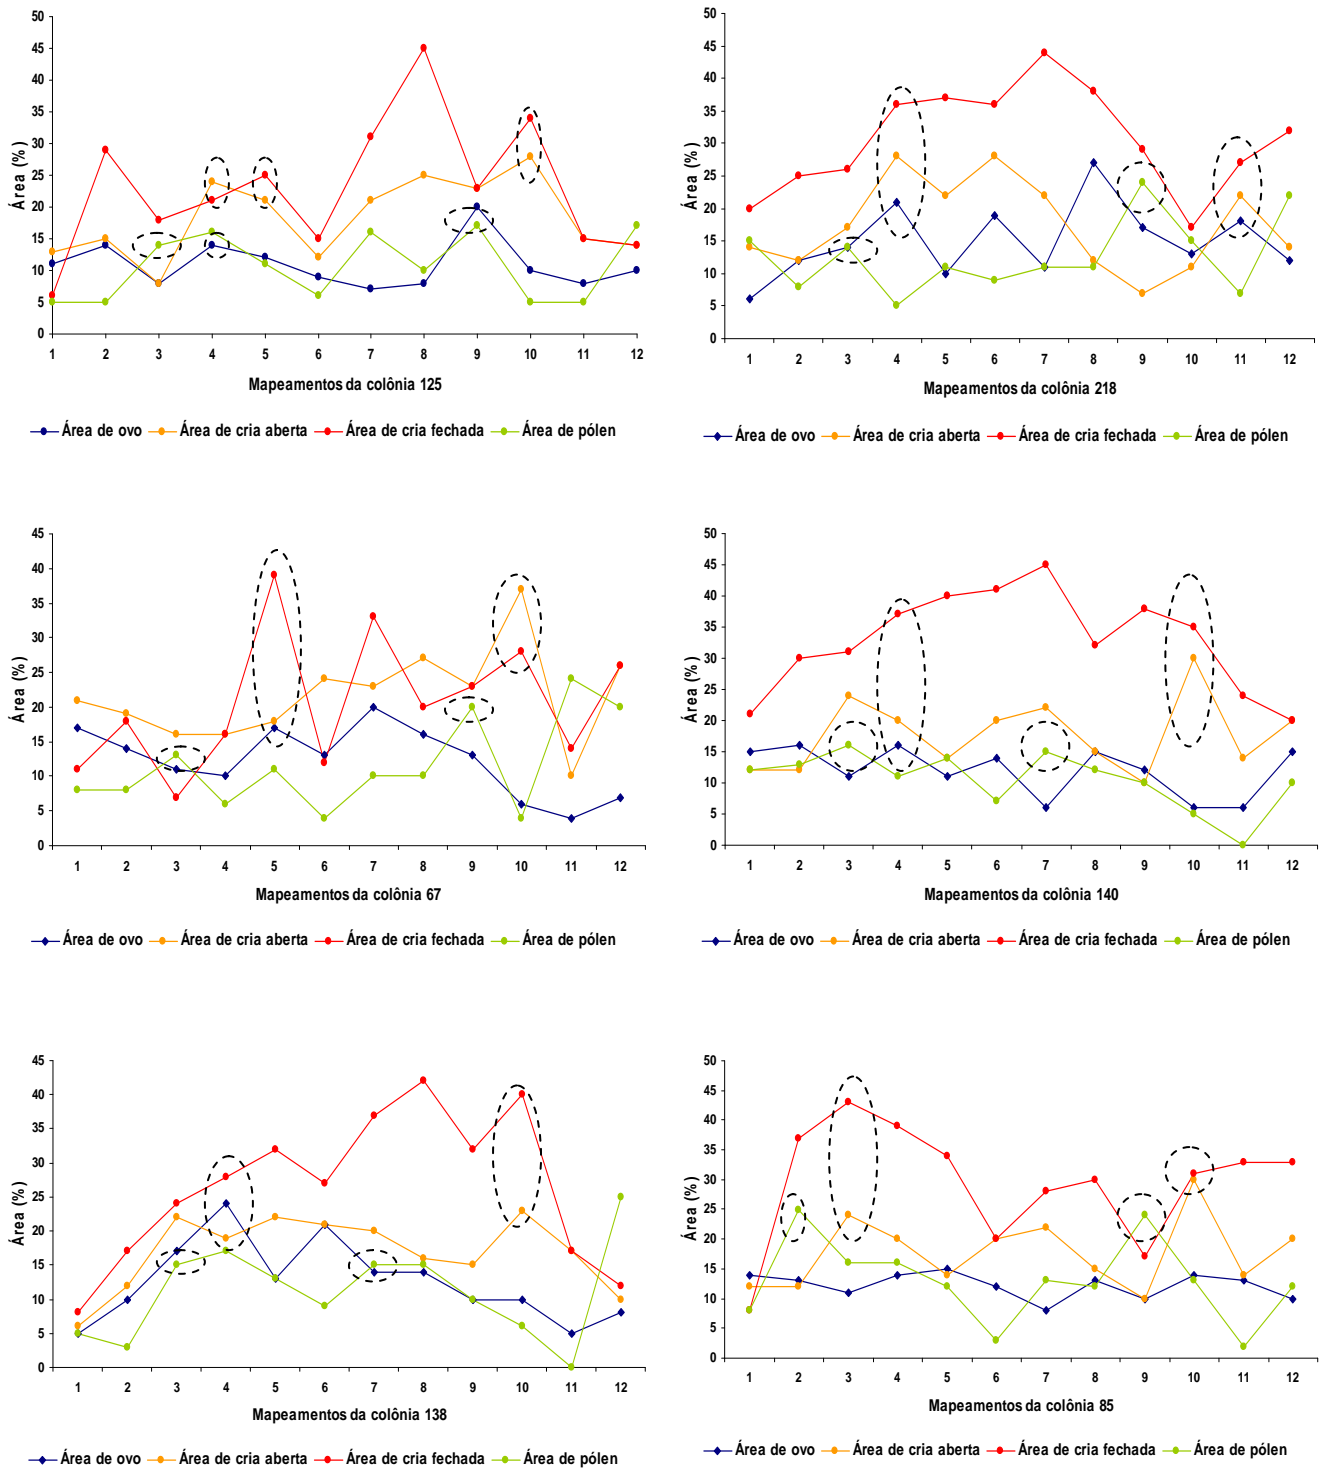 50
45
40
35
30
25
20
15
10
5
0
Área (%)
1 2 3 4 5 6 7 8 9 10 11 12
Mapeamentos da colônia 125
Área de ovo Área de cria aberta Área de cria fechada Área de pólen
50
45
40
35
30
25
20
15
10
5
0
Área (%)
1 2 3 4 5 6 7 8 9 10 11 12
Mapeamentos da colônia 218
Área de ovo Área de cria aberta Área de cria fechada Área de pólen
45
40
35
30
25
20
15
10
5
0
Área (%)
1 2 3 4 5 6 7 8 9 10 11 12
Mapeamentos da colônia 67
Área de ovo Área de cria aberta Área de cria fechada Área de pólen
50
45
40
35
30
25
20
15
10
5
0
Área (%)
1 2 3 4 5 6 7 8 9 10 11 12
Mapeamentos da colônia 140
Área de ovo Área de cria aberta Área de cria fechada Área de pólen
45
40
35
30
25
20
15
10
5
0
Área (%)
1 2 3 4 5 6 7 8 9 10 11 12
Mapeamentos da colônia 138
Área de ovo Área de cria aberta Área de cria fechada Área de pólen
50
45
40
35
30
25
20
15
10
5
0
Área (%)
1 2 3 4 5 6 7 8 9 10 11 12
Mapeamentos da colônia 85
Área de ovo Área de cria aberta Área de cria fechada Área de pólen